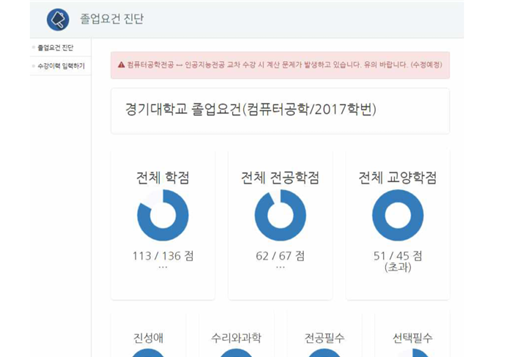 졸업요건 진단
졸업요건 진단
수강이력 입력하기
컴퓨터공학전공 — 인공지능전공 교차 수강 시 계산 문제가 발생하고 있습니다. 유의 바랍니다. (수정예정)
경기대학교 졸업요건(컴퓨터공학/2017학번)
전체 학점
113 / 136 점
...
전체 전공학점
62 / 67 점
...
전체 교양학점
51 / 45 점
(초과)
진성애
수리와과학
전공필수
선택필수